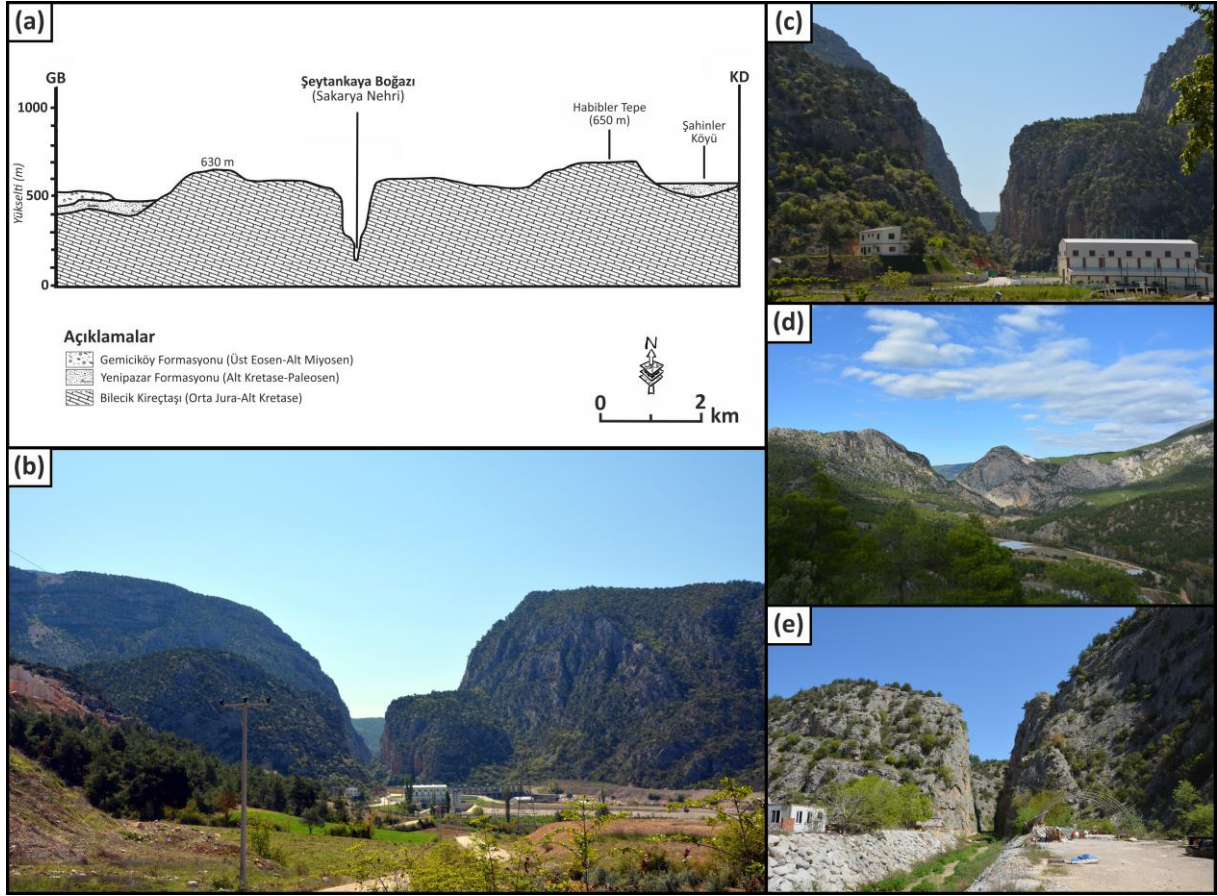 (a)
GB
Şeytankaya Boğazı
(Sakarya Nehri)
KD
1000
500
0
Yükselti (m)
630 m
Habibler Tepe
(650 m)
Şahinler
Köyü
Açıklamalar
Gemiciköy Formasyonu (Üst Eosen-Alt Miyosen)
Yenipazar Formasyonu (Alt Kretase-Paleosen)
Bilecik Kireçtaşı (Orta Jura-Alt Kretase)
N
0 2
km
(b)
(c)
(d)
(e)